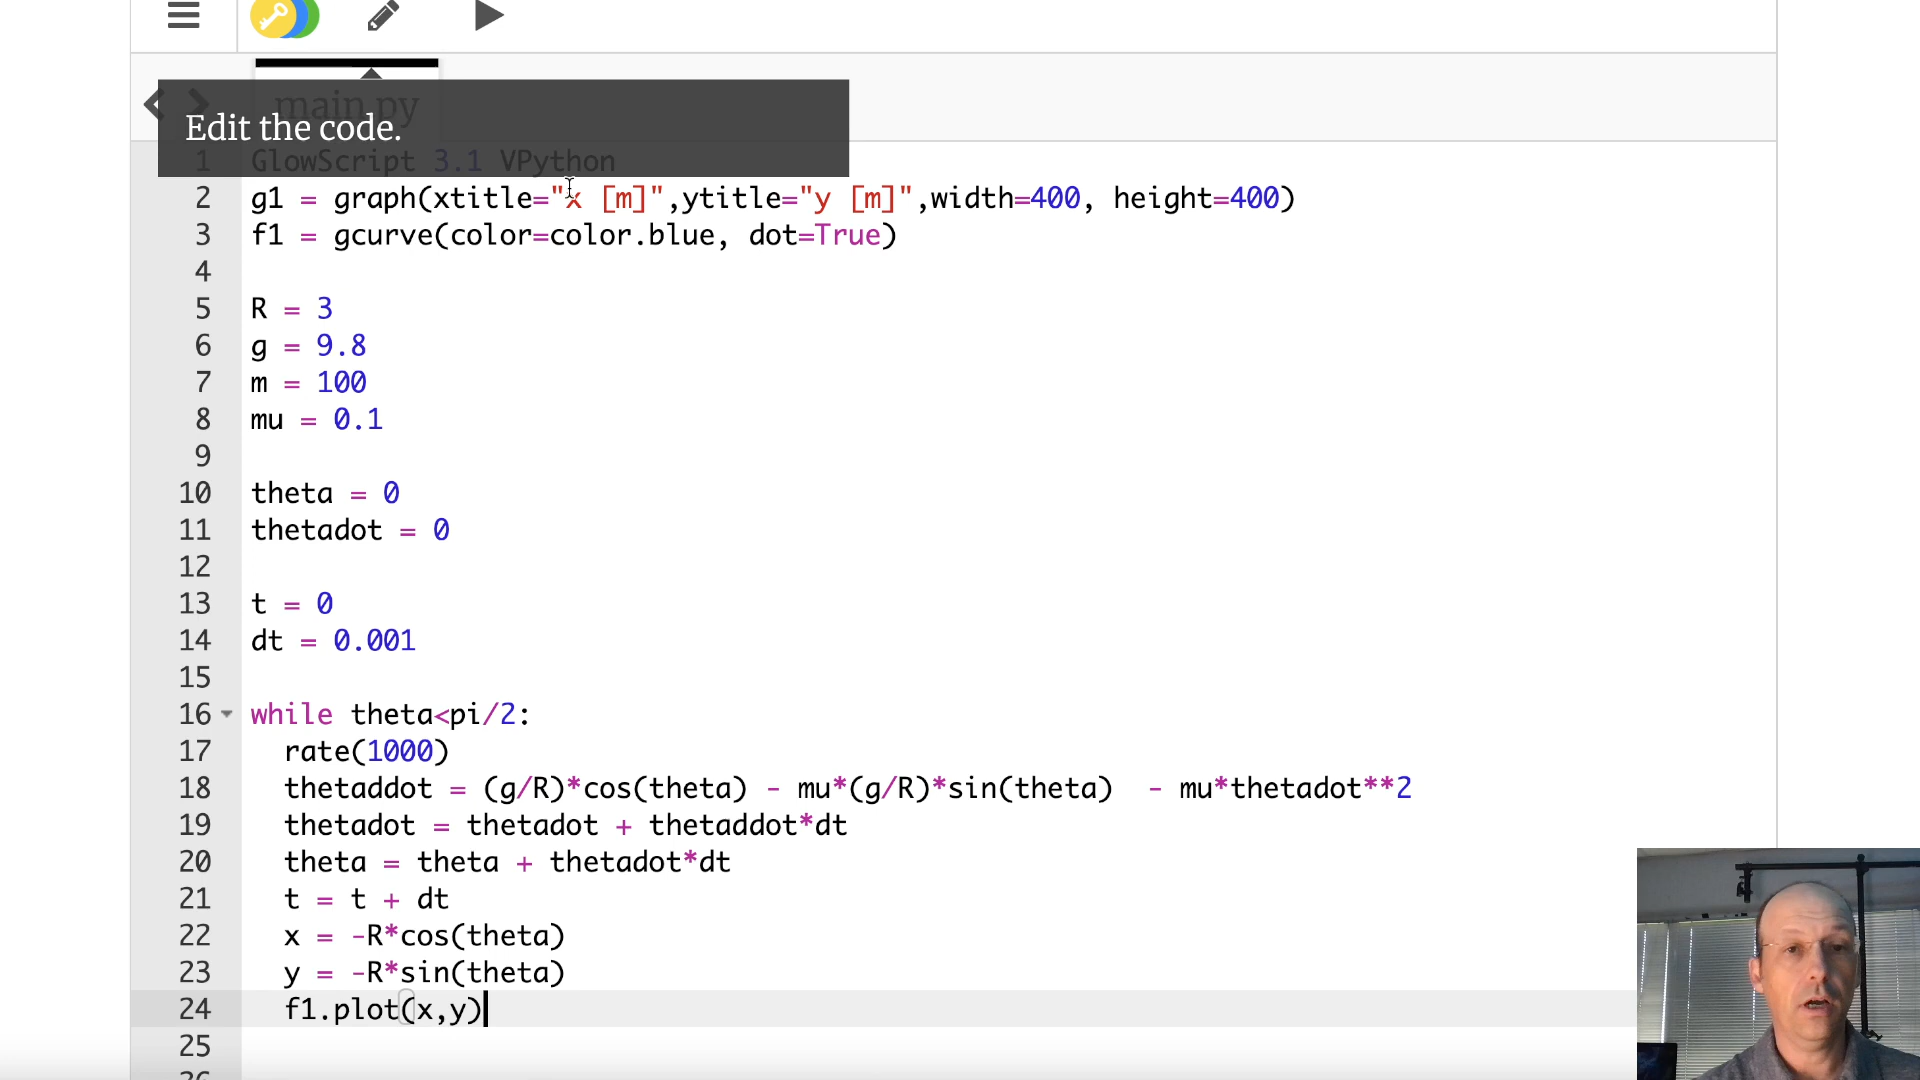 main.py
Edit the code.
1 GlowScript 3.1 VPython
2 g1 = graph(xtitle="x [m]",ytitle="y [m]",width=400, height=400)
3 f1 = gcurve(color=color.blue, dot=True)
4
5 R = 3
6 g = 9.8
7 m = 100
8 mu = 0.1
9
10 theta = 0
11 thetadot = 0
12
13 t = 0
14 dt = 0.001
15
16 while theta<pi/2:
17 rate(1000)
18 thetaddot = (g/R)*cos(theta) - mu*(g/R)*sin(theta) - mu*thetadot**2
19 thetadot = thetadot + thetaddot*dt
20 theta = theta + thetadot*dt
21 t = t + dt
22 x = -R*cos(theta)
23 y = -R*sin(theta)
24 f1.plot(x,y)
25